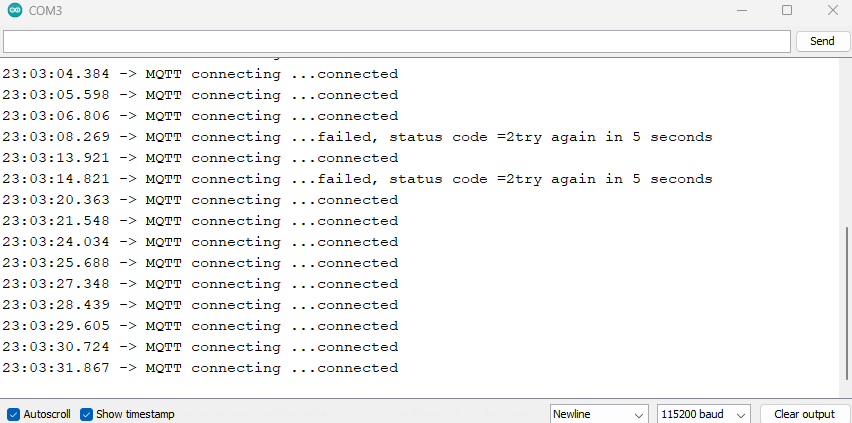 COM3
Send
23:03:04.384 -> MQTT connecting ...connected
23:03:05.598 -> MQTT connecting ...connected
23:03:06.806 -> MQTT connecting ...connected
23:03:08.269 -> MQTT connecting ...failed, status code =2try again in 5 seconds
23:03:13.921 -> MQTT connecting ...connected
23:03:14.821 -> MQTT connecting ...failed, status code =2try again in 5 seconds
23:03:20.363 -> MQTT connecting ...connected
23:03:21.548 -> MQTT connecting ...connected
23:03:24.034 -> MQTT connecting ...connected
23:03:25.688 -> MQTT connecting ...connected
23:03:27.348 -> MQTT connecting ...connected
23:03:28.439 -> MQTT connecting ...connected
23:03:29.605 -> MQTT connecting ...connected
23:03:30.724 -> MQTT connecting ...connected
23:03:31.867 -> MQTT connecting ...connected
Autoscroll Show timestamp Newline 115200 baud Clear output